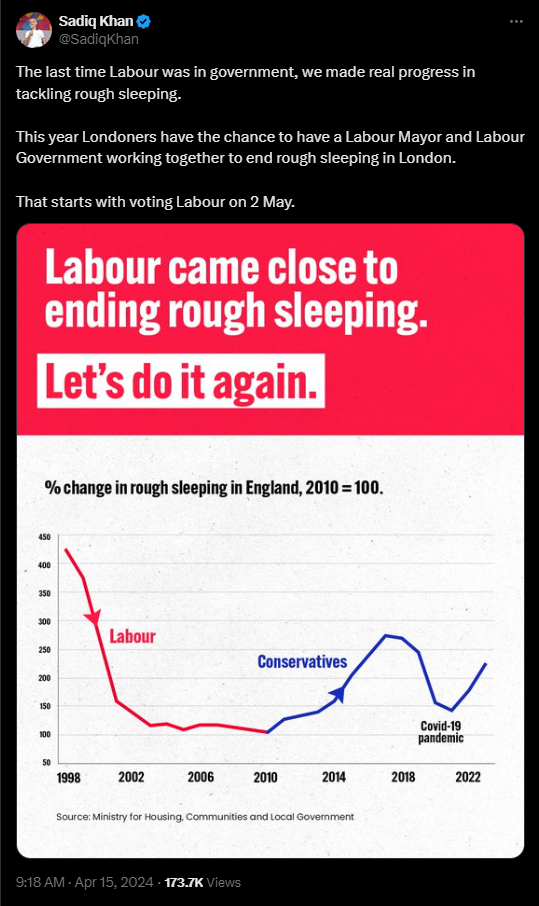 Sadiq Khan
@SadiqKhan
The last time Labour was in government, we made real progress in
tackling rough sleeping.
This year Londoners have the chance to have a Labour Mayor and Labour
Government working together to end rough sleeping in London.
That starts with voting Labour on 2 May.
Labour came close to
ending rough sleeping.
Let's do it again.
% change in rough sleeping in England, 2010 = 100.
450
400
350
300
250
200
150
100
50
Labour
Conservatives
Covid-19
pandemic
1998 2002 2006 2010 2014 2018 2022
Source: Ministry for Housing, Communities and Local Government
9:18 AM · Apr 15, 2024 · 173.7K Views